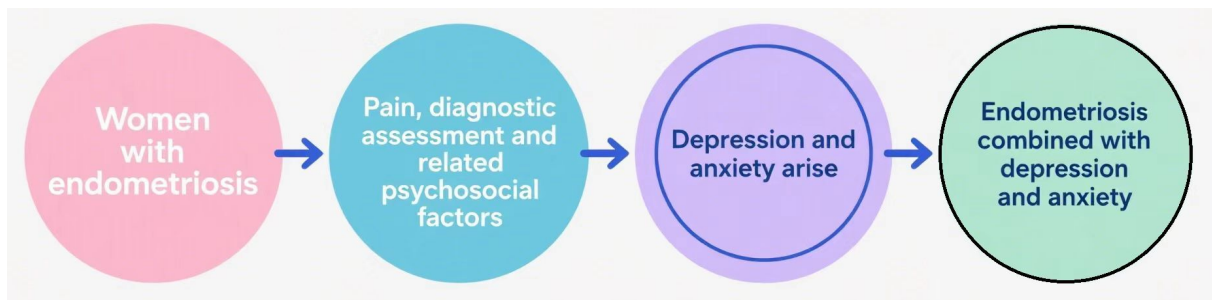 Women
with
endometriosis
Pain, diagnostic
assessment and
related
psychosocial
factors
Depression and
anxiety arise
Endometriosis
combined with
depression
and anxiety